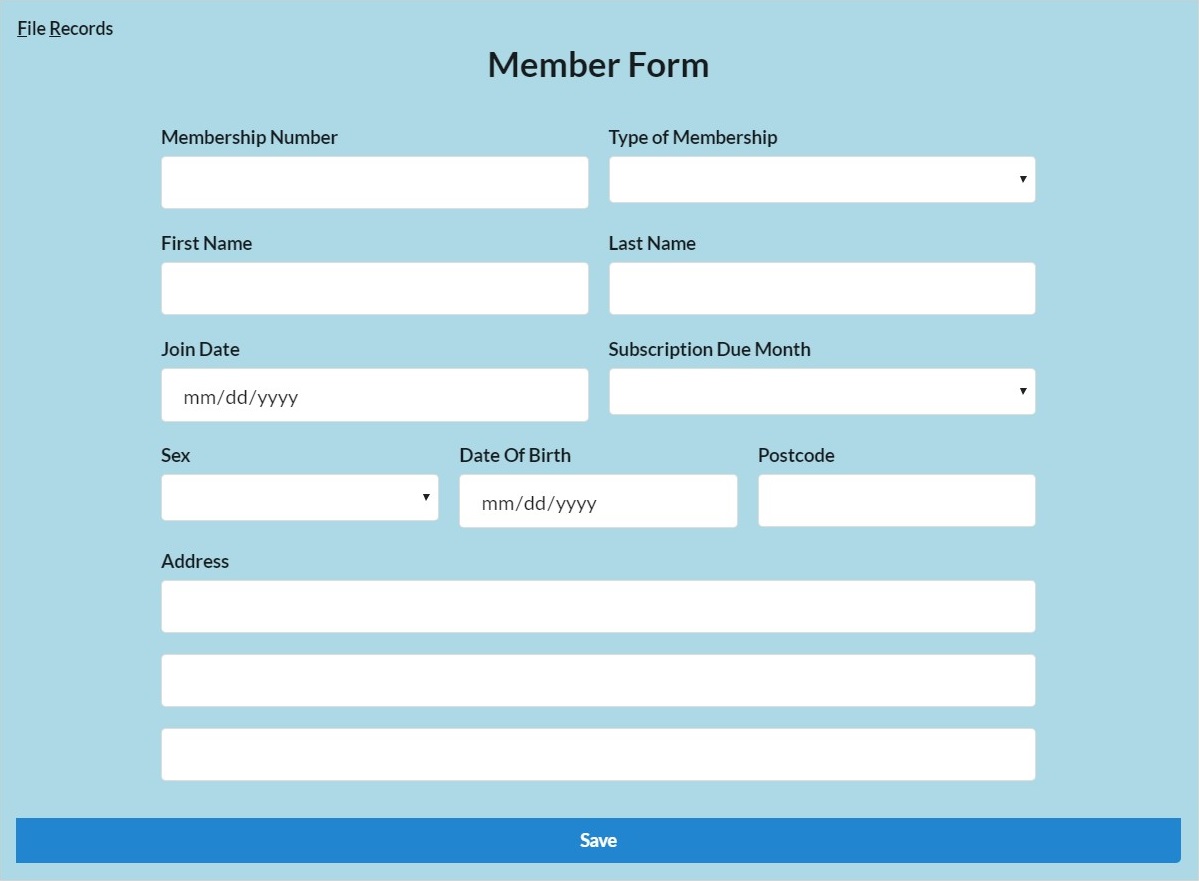 File Records
Member Form
Membership Number
Type of Membership
First Name
Last Name
Join Date
Subscription Due Month
mm/dd/yyyy
Sex
Date Of Birth
Postcode
mm/dd/yyyy
Address
Save